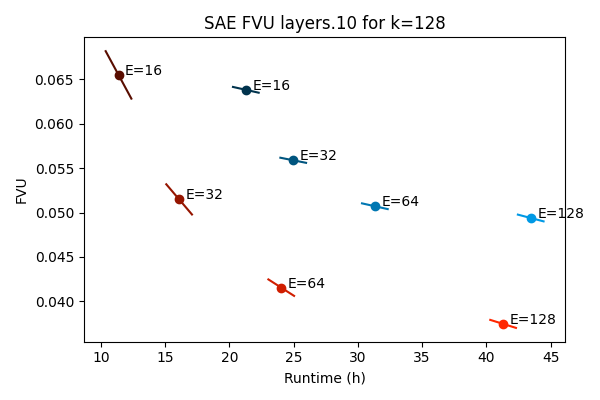 SAE FVU layers.10 for k=128
FVU
0.065
0.060
0.055
0.050
0.045
0.040
E=16
E=16
E=32
E=32
E=64
E=128
E=64
E=128
10 15 20 25 30 35 40 45
Runtime (h)